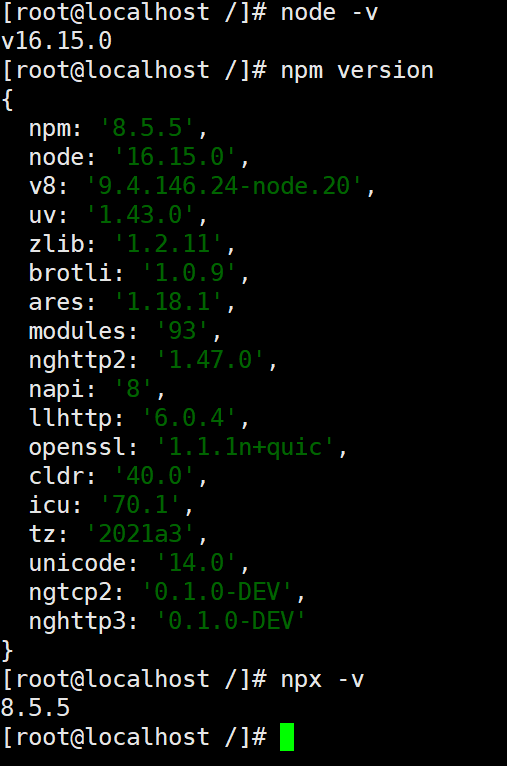 [root@localhost /]# node -v
v16.15.0
[root@localhost /]# npm version
{
  npm: '8.5.5',
  node: '16.15.0',
  v8: '9.4.146.24-node.20',
  uv: '1.43.0',
  zlib: '1.2.11',
  brotli: '1.0.9',
  ares: '1.18.1',
  modules: '93',
  nghttp2: '1.47.0',
  napi: '8',
  llhttp: '6.0.4',
  openssl: '1.1.1n+quic',
  cldr: '40.0',
  icu: '70.1',
  tz: '2021a3',
  unicode: '14.0',
  ngtcp2: '0.1.0-DEV',
  nghttp3: '0.1.0-DEV'
}
[root@localhost /]# npx -v
8.5.5
[root@localhost /]#